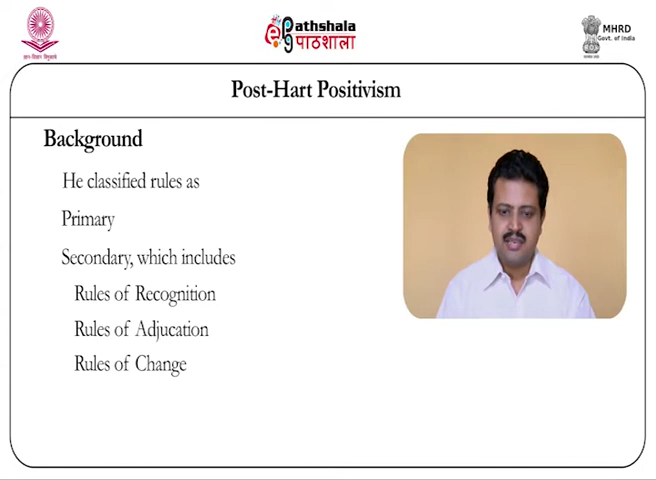 Pathshala
पाठशाला
MHRD
Govt. of India
Post-Hart Positivism
Background
He classified rules as
Primary
Secondary, which includes
Rules of Recognition
Rules of Adjucation
Rules of Change